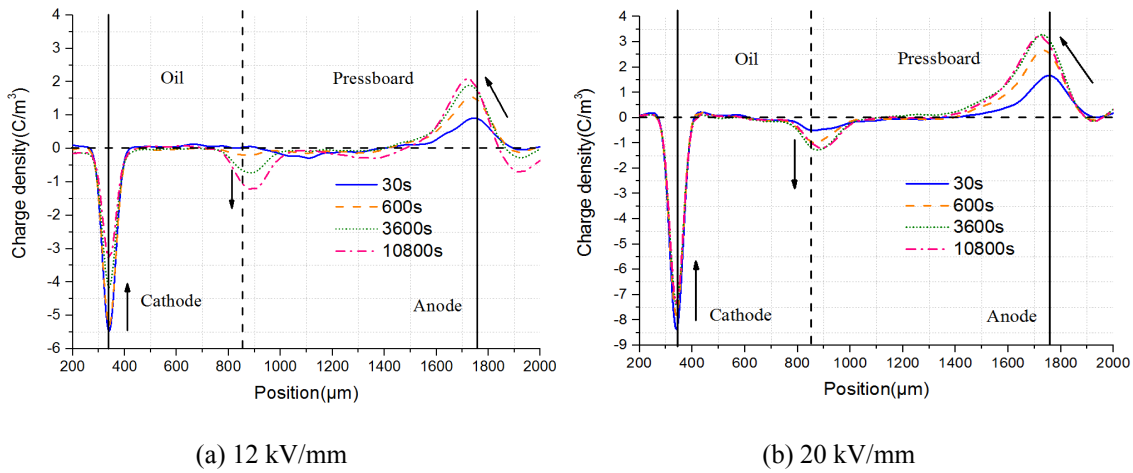 4
3
2
1
0
-1
-2
-3
-4
-5
-6
Charge density(C/m³)
Oil
Pressboard
30s
600s
3600s
10800s
Cathode
Anode
200 400 600 800 1000 1200 1400 1600 1800 2000
Position(μm)
(a) 12 kV/mm
4
3
2
1
0
-1
-2
-3
-4
-5
-6
-7
-8
-9
Charge density(C/m³)
Oil
Pressboard
30s
600s
3600s
10800s
Cathode
Anode
200 400 600 800 1000 1200 1400 1600 1800 2000
Position(μm)
(b) 20 kV/mm